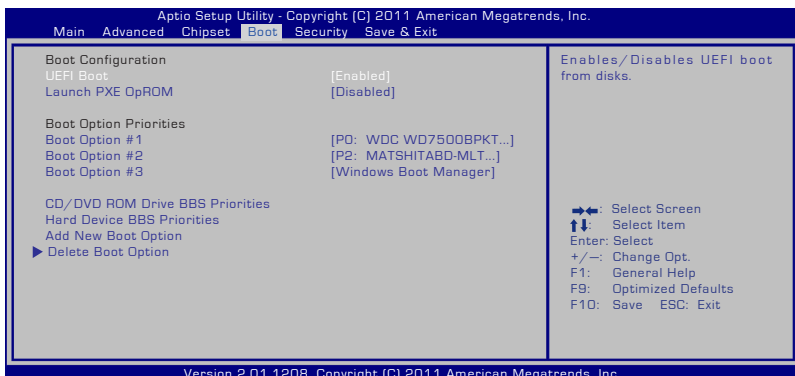 Aptio Setup Utility - Copyright (C) 2011 American Megatrends, Inc.
Main Advanced Chipset Boot Security Save & Exit
Boot Configuration
UEFI Boot [Enabled]
Launch PXE OpROM [Disabled]
Boot Option Priorities
Boot Option #1 [P0: WDC WD7500BPKT...]
Boot Option #2 [P2: MATSHITABD-MLT...]
Boot Option #3 [Windows Boot Manager]
CD/DVD ROM Drive BBS Priorities
Hard Device BBS Priorities
Add New Boot Option
Delete Boot Option
Enables/Disables UEFI boot
from disks.
→←: Select Screen
↑↓: Select Item
Enter: Select
+/—: Change Opt.
F1: General Help
F9: Optimized Defaults
F10: Save ESC: Exit
Version 2.01.1208. Copyright (C) 2011 American Megatrends, Inc.